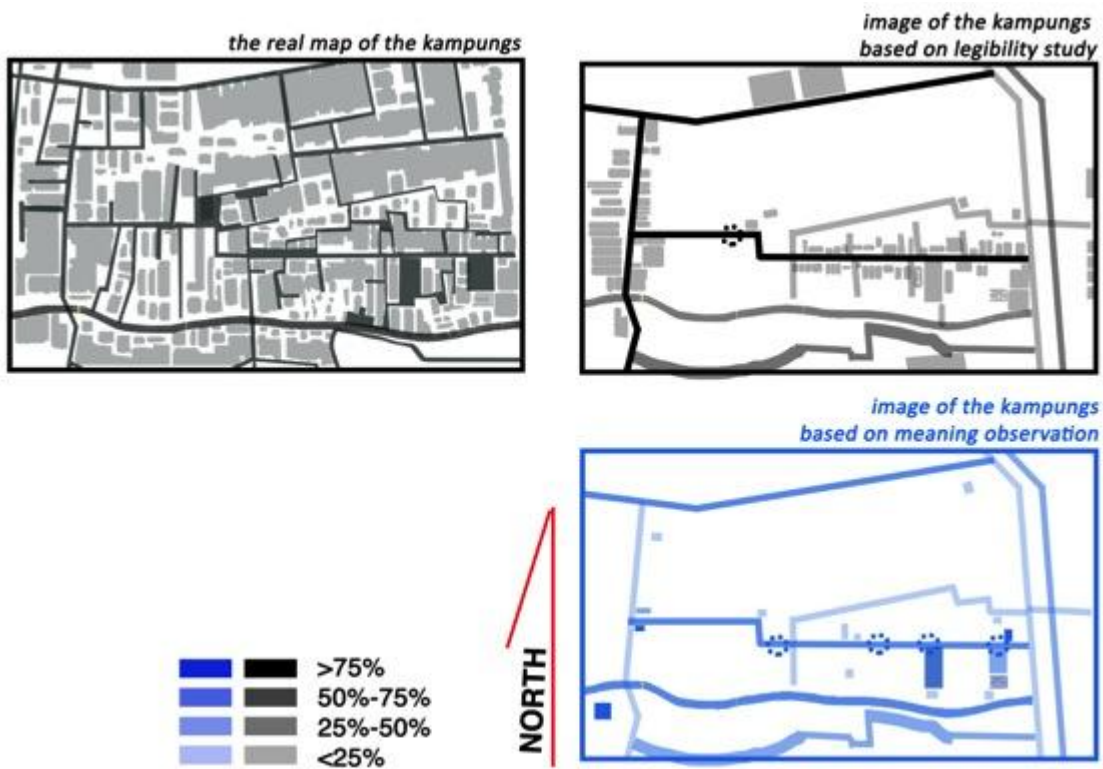 the real map of the kampungs
image of the kampungs
based on legibility study
image of the kampungs
based on meaning observation
NORTH
>75%
50%-75%
25%-50%
<25%